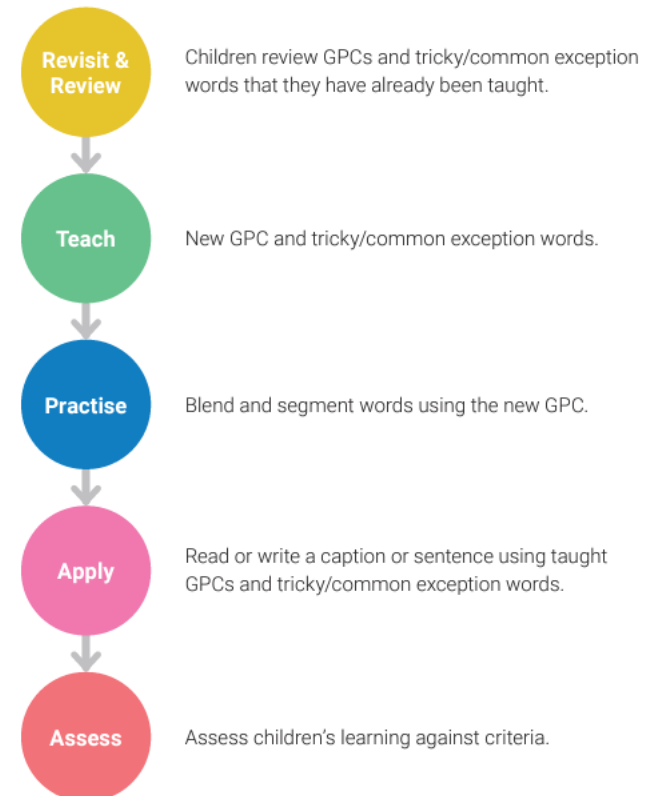 Revisit &
Review
Children review GPCs and tricky/common exception
words that they have already been taught.
Teach
New GPC and tricky/common exception words.
Practise
Blend and segment words using the new GPC.
Apply
Read or write a caption or sentence using taught
GPCs and tricky/common exception words.
Assess
Assess children’s learning against criteria.